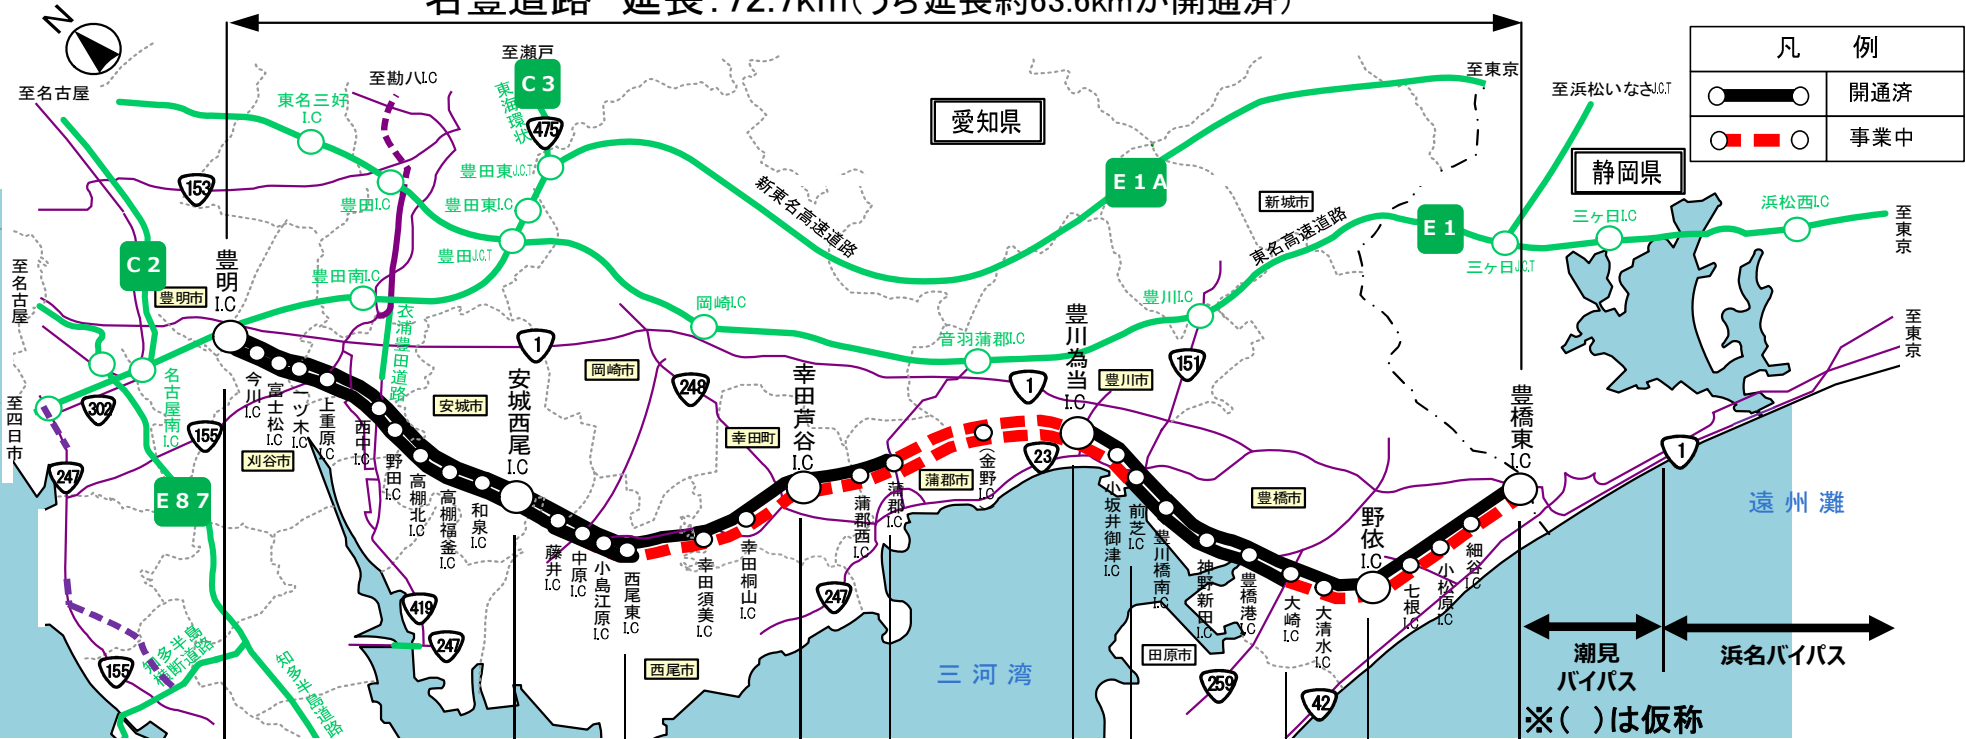 名豊道路 延長：72.7km（うち延長約63.6kmが開通済）
N
凡 例
開通済
事業中
至名古屋
至勘八I.C
至瀬戸
至東京
至浜松いなさJ.C.T
C3
東海環状
475
東名三好
I.C
愛知県
静岡県
153
豊田I.C
豊田東J.C.T
豊田東I.C
豊田J.C.T
豊田南I.C
新東名高速道路
E1A
新城市
東名高速道路
E1
三ヶ日J.C.T
三ヶ日I.C
浜松西I.C
至東京
至東京
至名古屋
C2
豊明市
豊明I.C
衣浦豊田道路
岡崎I.C
音羽蒲郡I.C
豊川I.C
1
岡崎市
248
安城市
幸田町
151
豊川市
1
1
至四日市
302
名古屋南I.C
155
247
E87
刈谷市
今川I.C
富士松I.C
一ツ木I.C
上重原I.C
西中I.C
野田I.C
高棚北I.C
高棚福釜I.C
和泉I.C
安城西尾I.C
藤井I.C
中原I.C
小島江原I.C
西尾東I.C
幸田須美I.C
幸田桐山I.C
幸田芦谷I.C
蒲郡西I.C
蒲郡I.C
蒲郡市
(金野)I.C
23
豊川為当I.C
小坂井御津I.C
前芝I.C
豊川橋南I.C
神野新田I.C
豊橋港I.C
豊橋市
大崎I.C
大清水I.C
野依I.C
七根I.C
小松原I.C
細谷I.C
豊橋東I.C
遠州灘
419
247
247
西尾市
三河湾
田原市
259
42
155
知多半島
横断道路
知多半島道路
潮見
バイパス
浜名バイパス
※（ ）は仮称